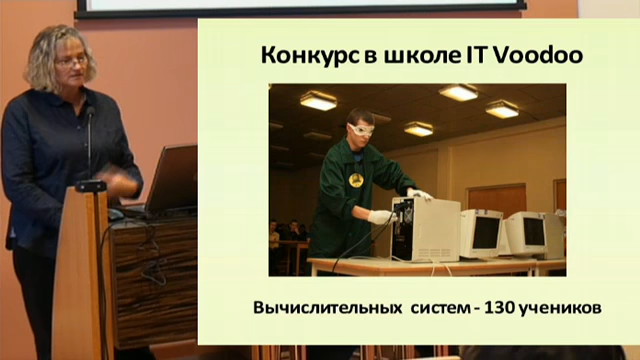 Конкурс в школе IT Voodoo
Вычислительных систем - 130 учеников